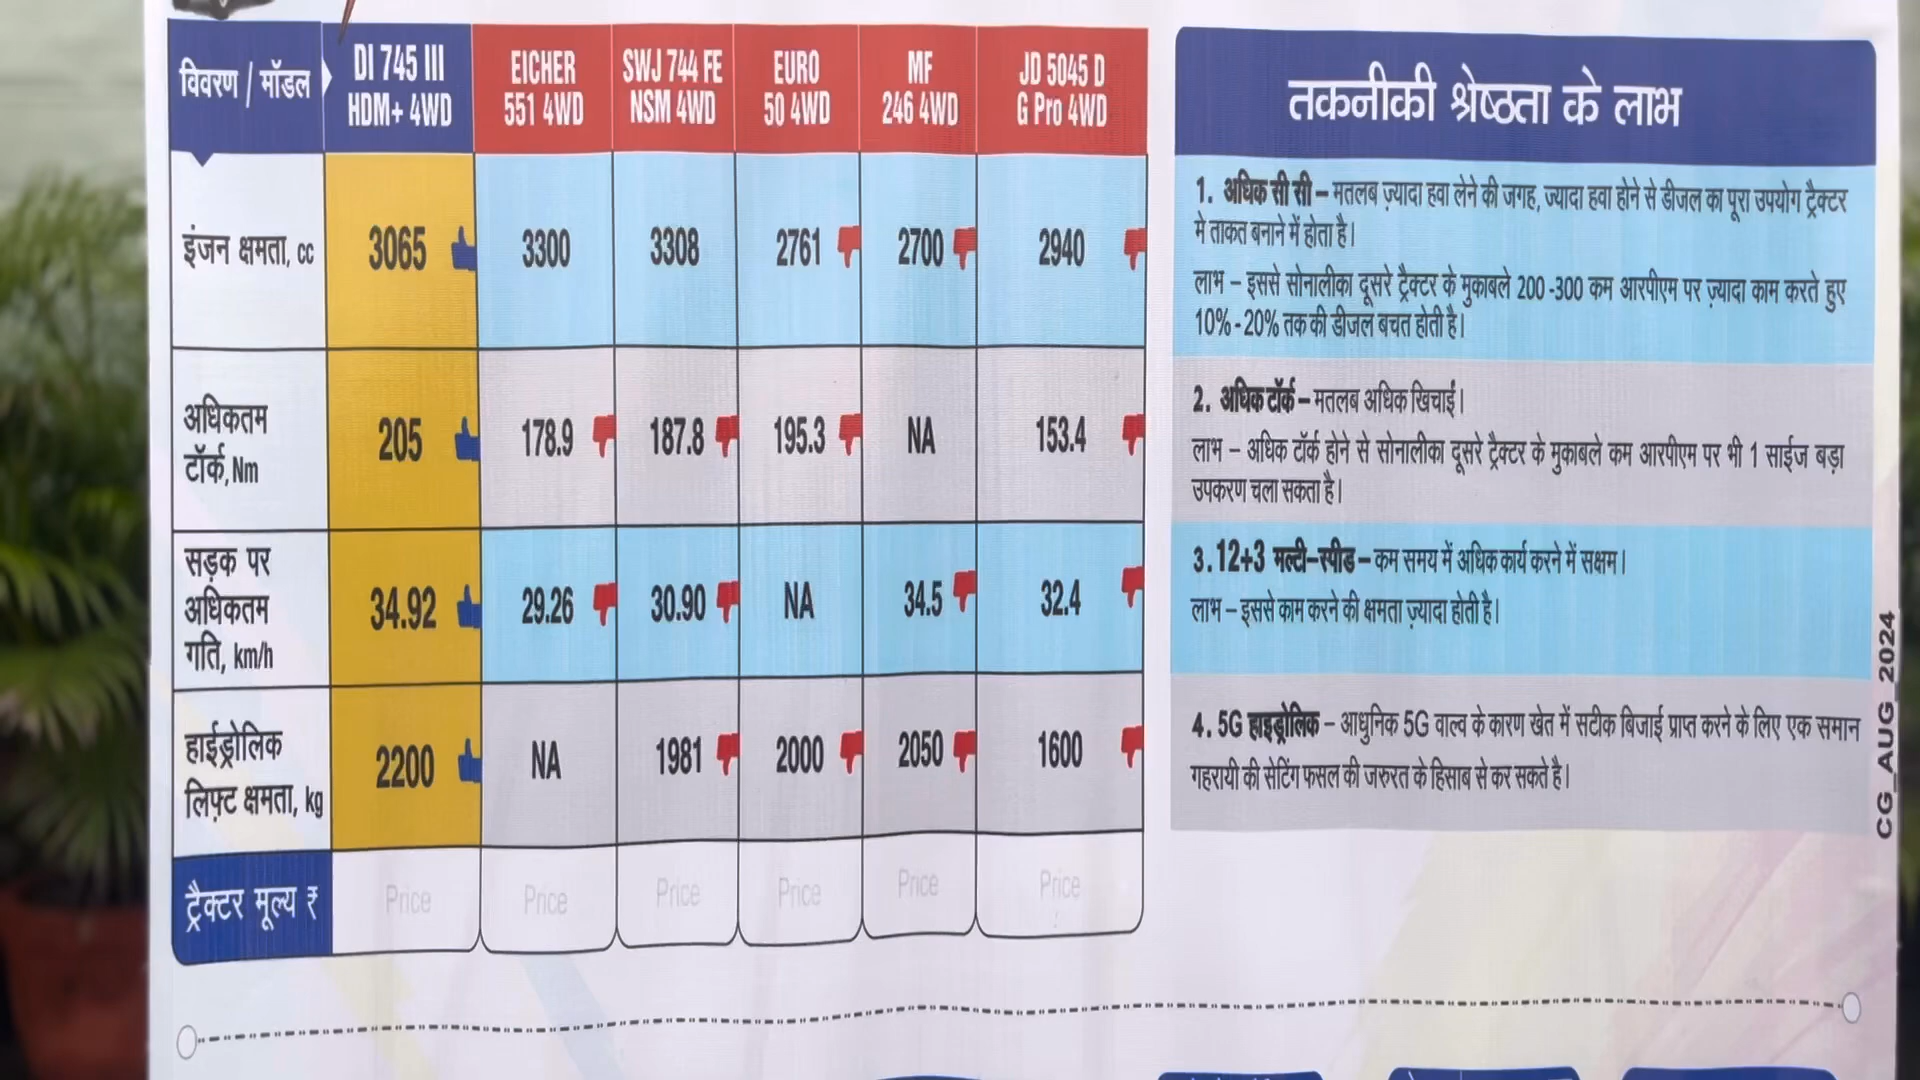 विवरण / मॉडल
DI 745 III
HDM+ 4WD
EICHER
551 4WD
SWJ 744 FE
NSM 4WD
EURO
50 4WD
MF
246 4WD
JD 5045 D
G Pro 4WD
इंजन क्षमता, cc
3065
3300
3308
2761
2700
2940
अधिकतम
टॉर्क, Nm
205
178.9
187.8
195.3
NA
153.4
सड़क पर
अधिकतम
गति, km/h
34.92
29.26
30.90
NA
34.5
32.4
हाईड्रोलिक
लिफ़्ट क्षमता, kg
2200
NA
1981
2000
2050
1600
ट्रैक्टर मूल्य ₹
Price
Price
Price
Price
Price
Price
तकनीकी श्रेष्ठता के लाभ
1. अधिक सी सी – मतलब ज़्यादा हवा लेने की जगह, ज्यादा हवा होने से डीजल का पूरा उपयोग ट्रैक्टर
मे ताकत बनाने में होता है।
लाभ – इससे सोनालीका दूसरे ट्रैक्टर के मुकाबले 200 -300 कम आरपीएम पर ज़्यादा काम करते हुए
10% - 20% तक की डीजल बचत होती है।
2. अधिक टॉर्क – मतलब अधिक खिचाई।
लाभ – अधिक टॉर्क होने से सोनालीका दूसरे ट्रैक्टर के मुकाबले कम आरपीएम पर भी 1 साईज बड़ा
उपकरण चला सकता है।
3. 12+3 मल्टी-स्पीड – कम समय में अधिक कार्य करने में सक्षम।
लाभ – इससे काम करने की क्षमता ज़्यादा होती है।
4. 5G हाइड्रोलिक – आधुनिक 5G वाल्व के कारण खेत में सटीक बिजाई प्राप्त करने के लिए एक समान
गहरायी की सेटिंग फसल की जरुरत के हिसाब से कर सकते है।
CG_AUG_2024